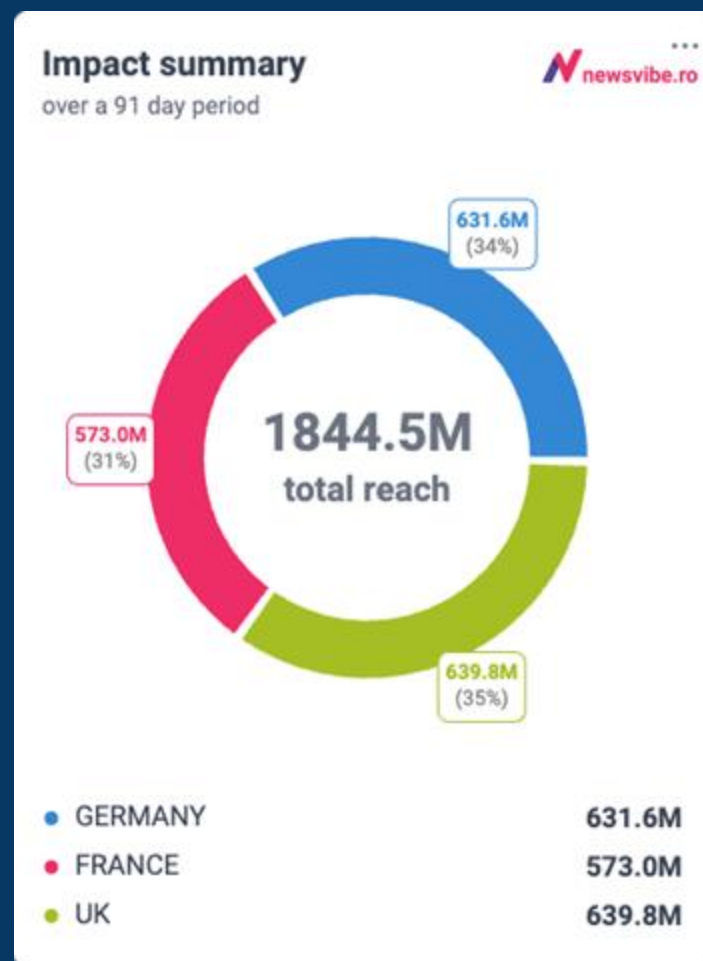 Impact summary
newsvibe.ro
over a 91 day period
631.6M
(34%)
573.0M
(31%)
1844.5M
total reach
639.8M
(35%)
GERMANY 631.6M
FRANCE 573.0M
UK 639.8M